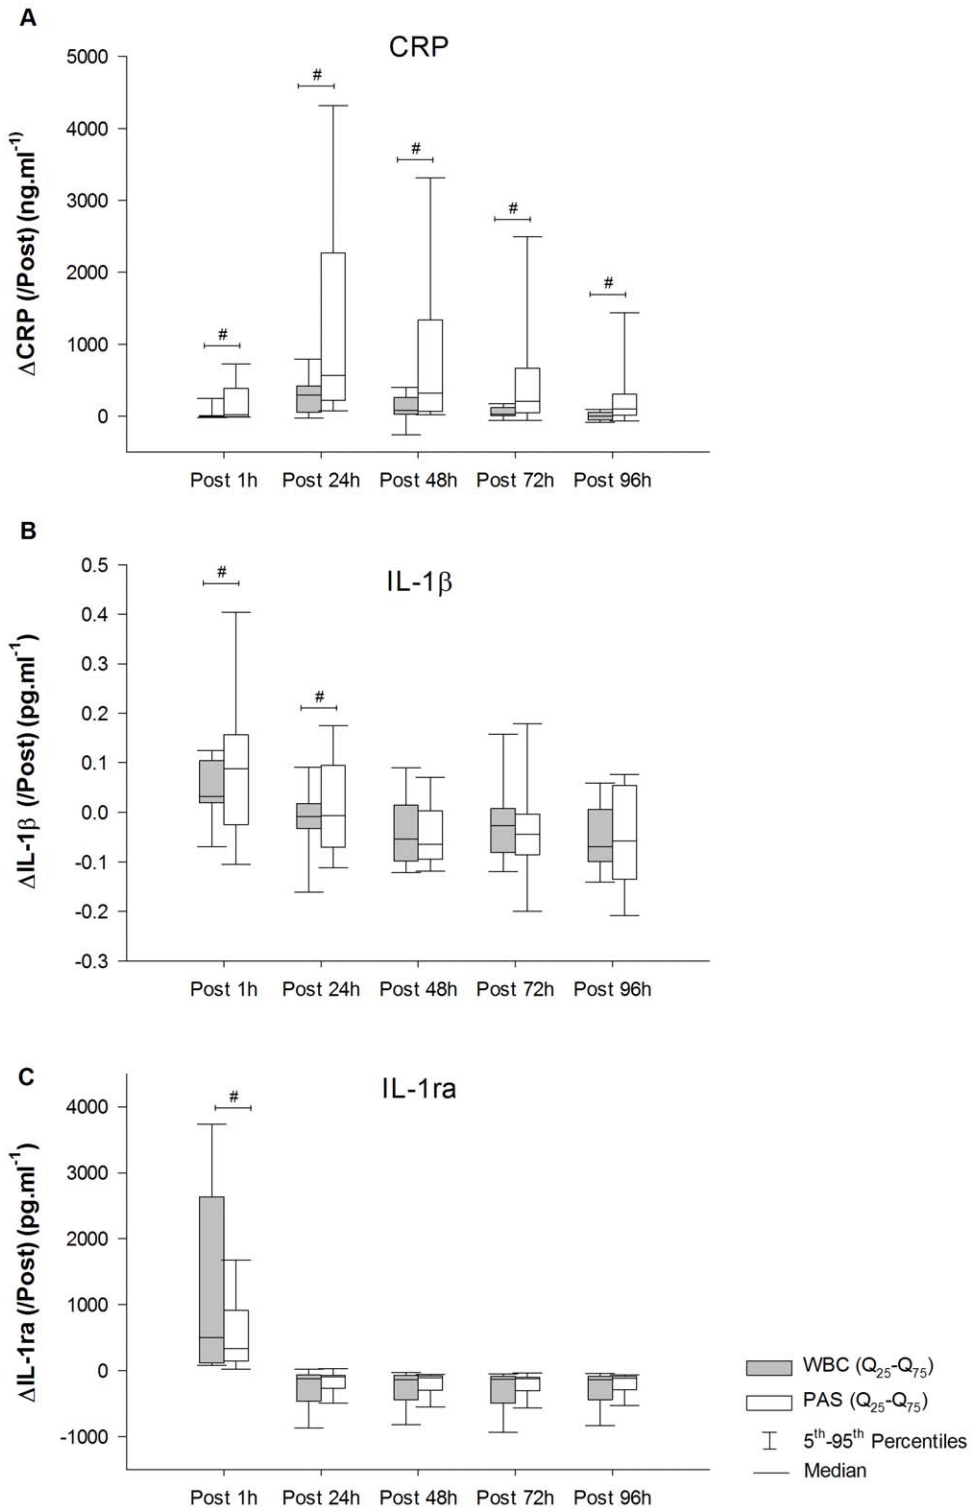 A
CRP
ΔCRP (/Post) (ng.ml⁻¹)
5000
4000
3000
2000
1000
0
#
#
#
#
#
Post 1h
Post 24h
Post 48h
Post 72h
Post 96h
B
IL-1β
ΔIL-1β (/Post) (pg.ml⁻¹)
0.5
0.4
0.3
0.2
0.1
0.0
-0.1
-0.2
-0.3
#
#
Post 1h
Post 24h
Post 48h
Post 72h
Post 96h
C
IL-1ra
ΔIL-1ra (/Post) (pg.ml⁻¹)
4000
3000
2000
1000
0
-1000
#
Post 1h
Post 24h
Post 48h
Post 72h
Post 96h
WBC (Q₂₅-Q₇₅)
PAS (Q₂₅-Q₇₅)
5ᵗʰ-95ᵗʰ Percentiles
Median